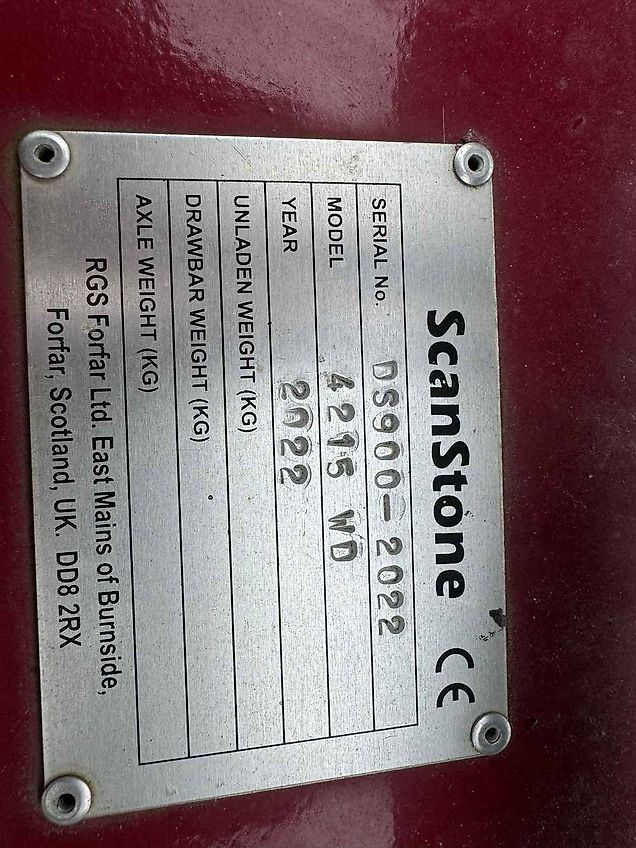 ScanStone CE
SERIAL No. DS900-2022
MODEL 4215 WD
YEAR 2022
UNLADEN WEIGHT (KG)
DRAWBAR WEIGHT (KG)
AXLE WEIGHT (KG)
RGS Forfar Ltd. East Mains of Burnside,
Forfar, Scotland, UK. DD8 2RX